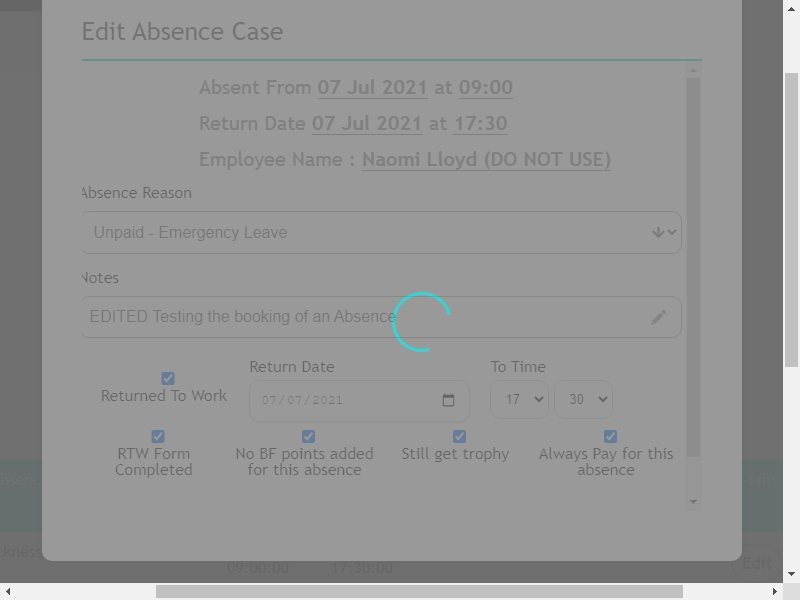 Edit Absence Case
Absent From 07 Jul 2021 at 09:00
Return Date 07 Jul 2021 at 17:30
Employee Name : Naomi Lloyd (DO NOT USE)
Absence Reason
Unpaid - Emergency Leave
Notes
EDITED Testing the booking of an Absence
Returned To Work
Return Date
07/07/2021
To Time
17
30
RTW Form
Completed
No BF points added
for this absence
Still get trophy
Always Pay for this
absence
Edit
09:00:00 17:30:00
Edit